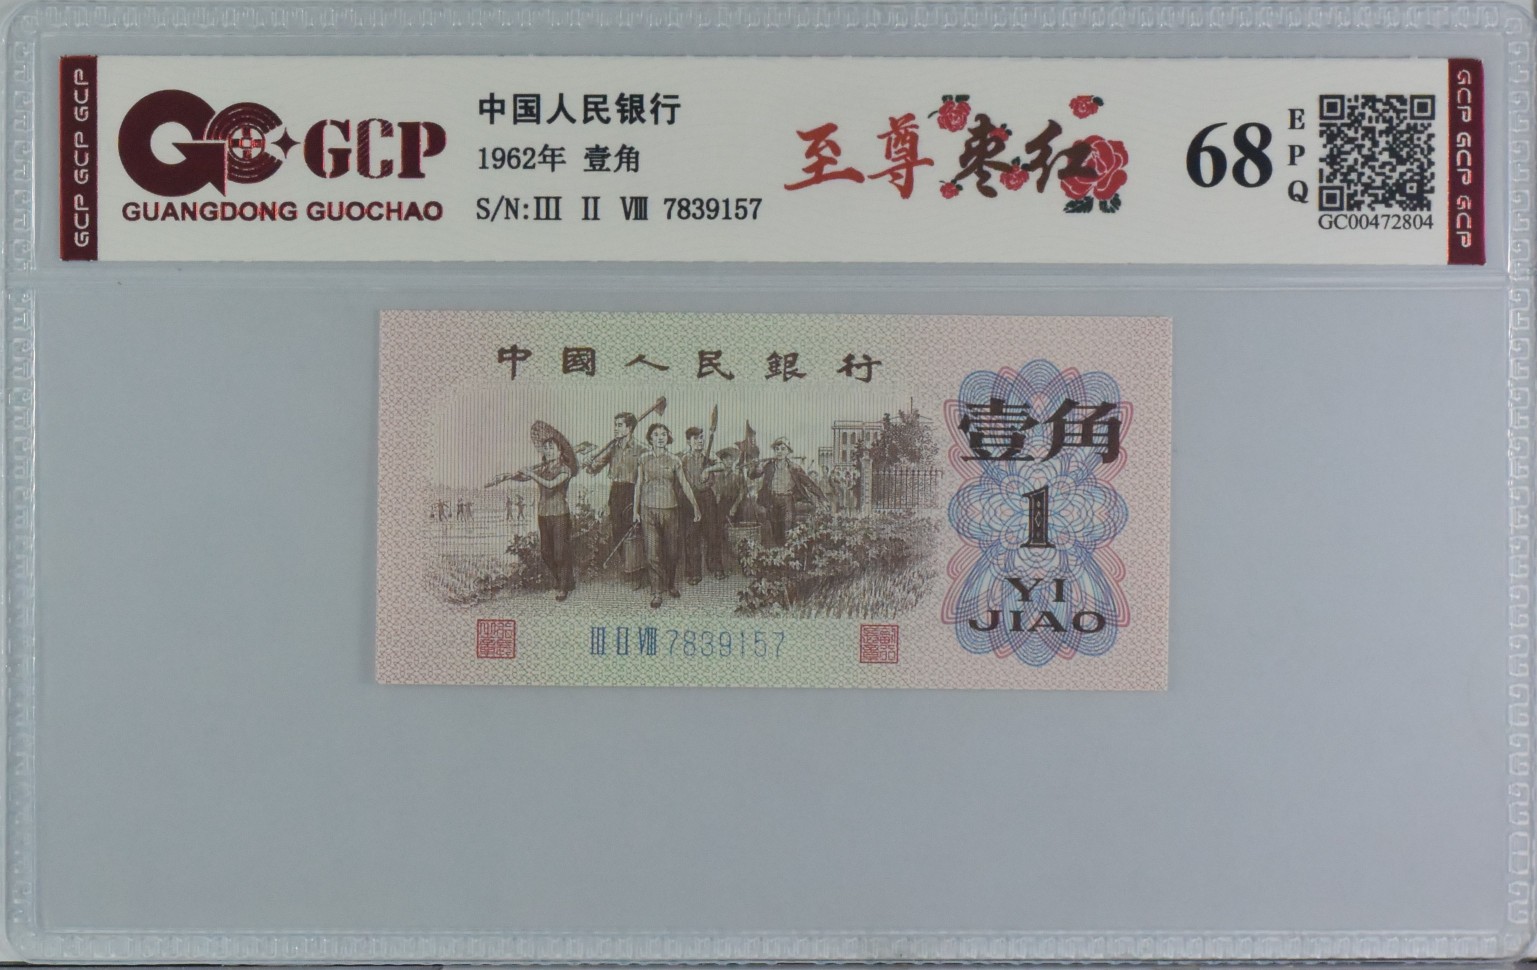 GCP GCP GCP
GCP
GUANGDONG GUOCHAO
中国人民银行
1962年 壹角
S/N:Ⅲ Ⅱ Ⅷ 7839157
至尊枣红
68
EPQ
GC00472804
GCP GCP GCP
中國人民銀行
壹角
1
YI
JIAO
Ⅲ Ⅱ Ⅷ 7839157